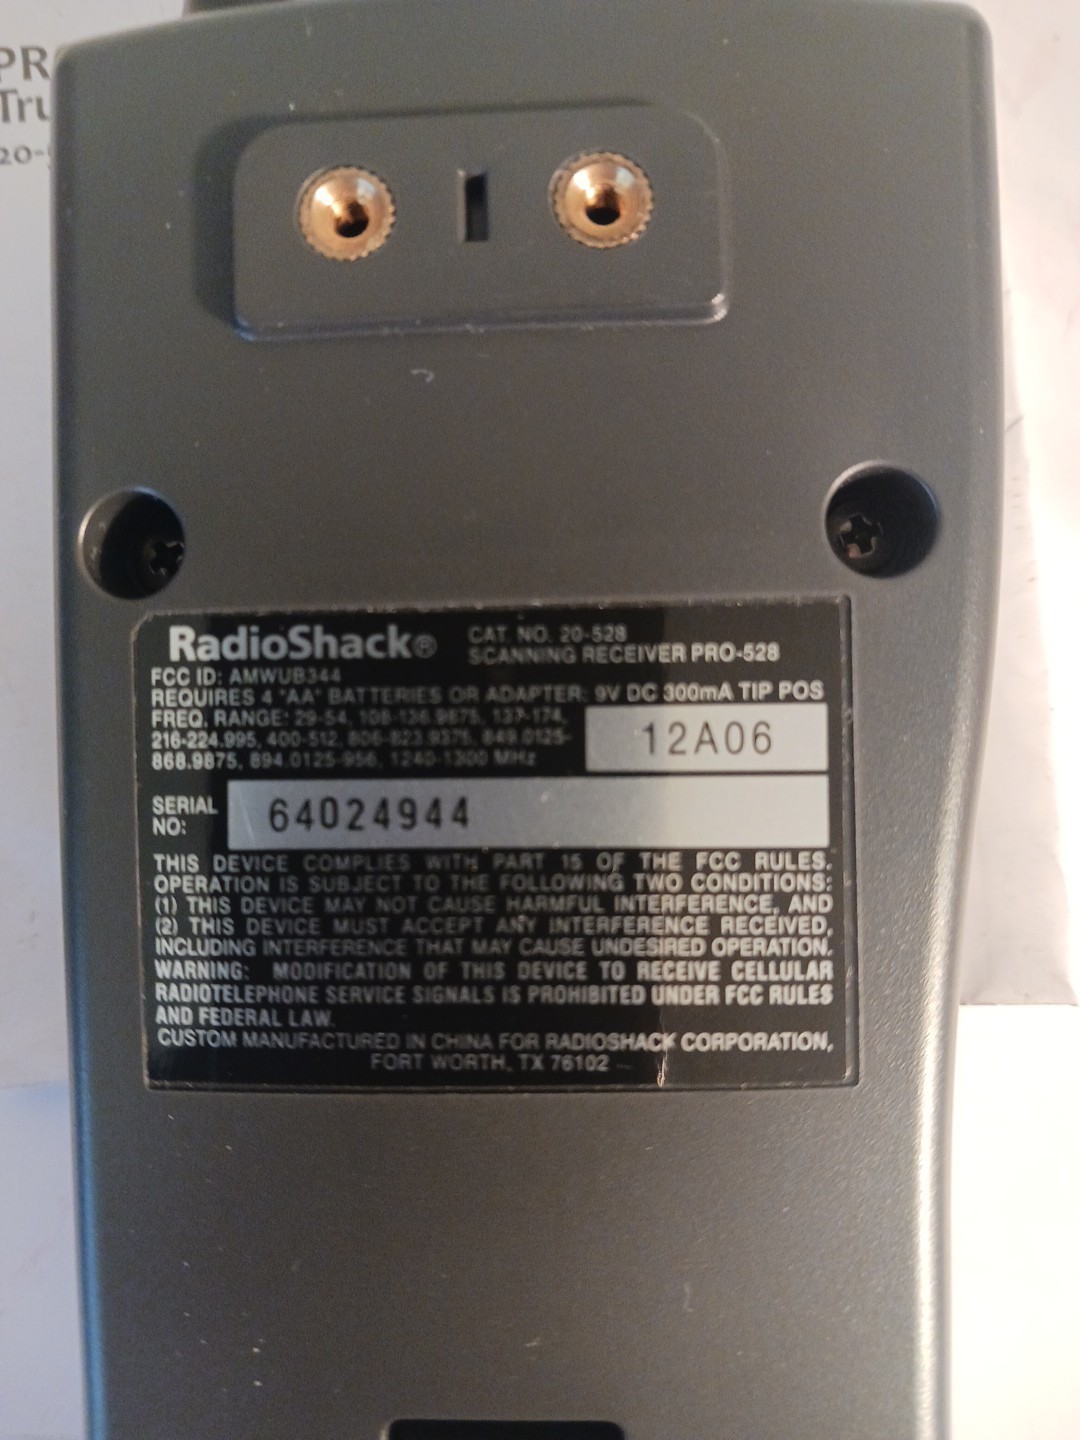 PR
Tru
20-5
RadioShack®
CAT. NO. 20-528
SCANNING RECEIVER PRO-528
FCC ID: AMWUB344
REQUIRES 4 "AA" BATTERIES OR ADAPTER: 9V DC 300mA TIP POS
FREQ. RANGE: 29-54, 108-136.9875, 137-174,
216-224.995, 400-512, 806-823.9375, 849.0125-
868.9875, 894.0125-956, 1240-1300 MHz
12A06
SERIAL
NO:
64024944
THIS DEVICE COMPLIES WITH PART 15 OF THE FCC RULES.
OPERATION IS SUBJECT TO THE FOLLOWING TWO CONDITIONS:
(1) THIS DEVICE MAY NOT CAUSE HARMFUL INTERFERENCE, AND
(2) THIS DEVICE MUST ACCEPT ANY INTERFERENCE RECEIVED,
INCLUDING INTERFERENCE THAT MAY CAUSE UNDESIRED OPERATION.
WARNING: MODIFICATION OF THIS DEVICE TO RECEIVE CELLULAR
RADIOTELEPHONE SERVICE SIGNALS IS PROHIBITED UNDER FCC RULES
AND FEDERAL LAW.
CUSTOM MANUFACTURED IN CHINA FOR RADIOSHACK CORPORATION,
FORT WORTH, TX 76102